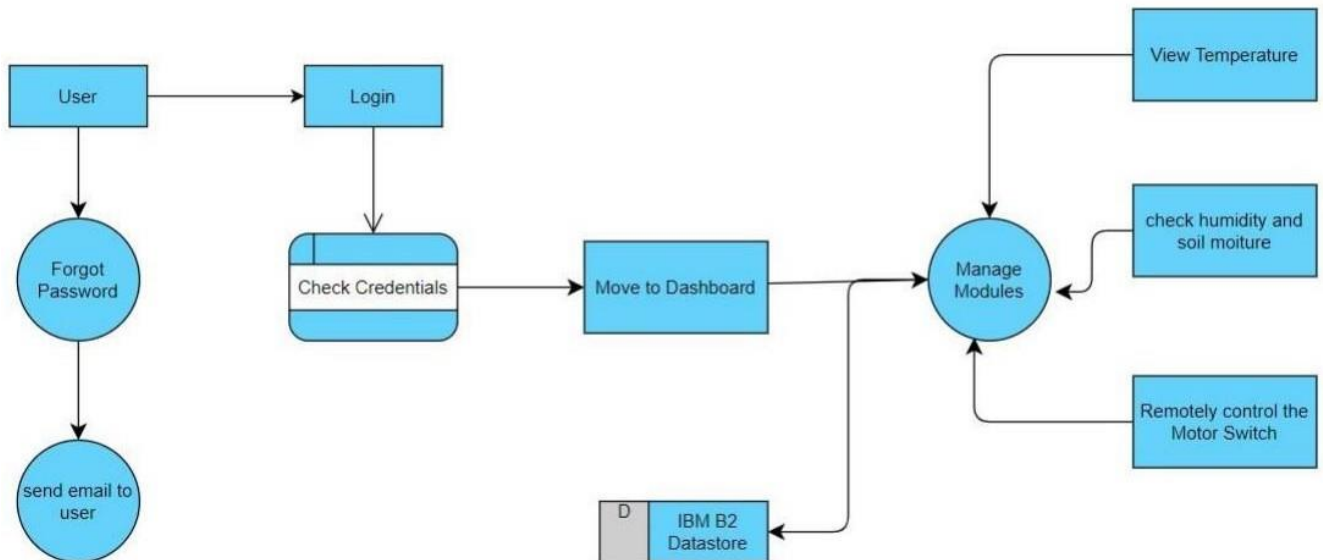 View Temperature
User
Login
check humidity and
soil moiture
Forgot
Password
Check Credentials
Move to Dashboard
Manage
Modules
Remotely control the
Motor Switch
send email to
user
D
IBM B2
Datastore